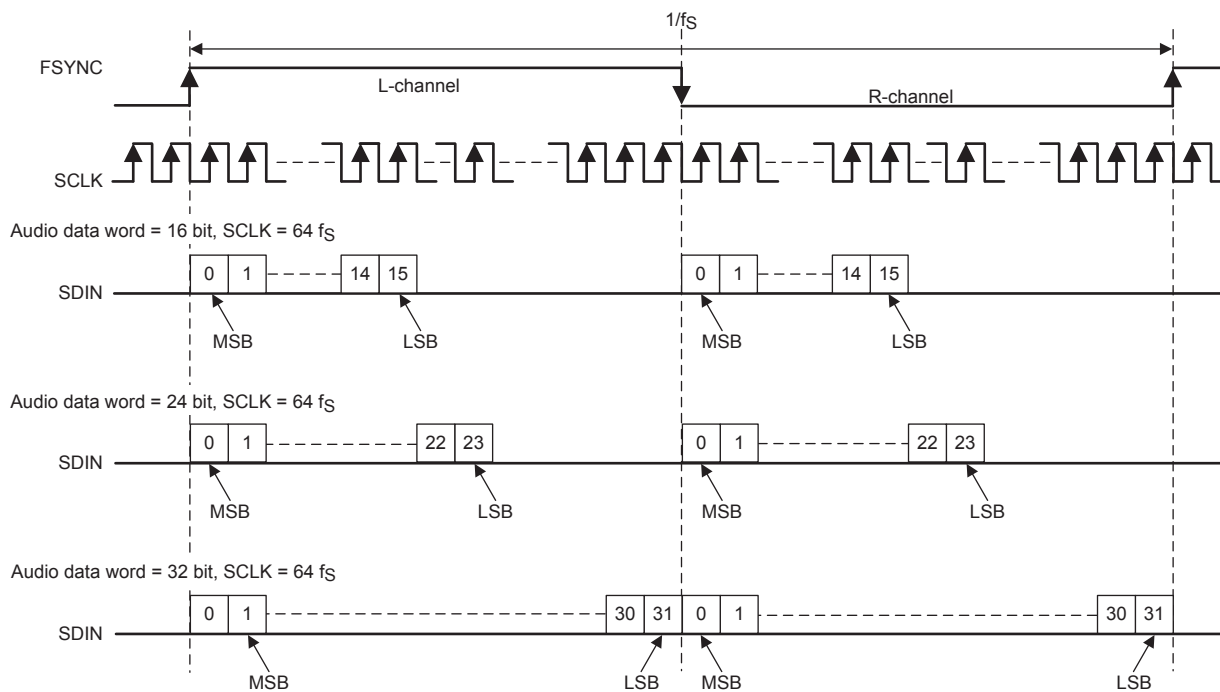 1/fS
FSYNC
L-channel
R-channel
SCLK
Audio data word = 16 bit, SCLK = 64 fS
SDIN
0 1 14 15 0 1 14 15
MSB LSB MSB LSB
Audio data word = 24 bit, SCLK = 64 fS
SDIN
0 1 22 23 0 1 22 23
MSB LSB MSB LSB
Audio data word = 32 bit, SCLK = 64 fS
SDIN
0 1 30 31 0 1 30 31
MSB LSB MSB LSB